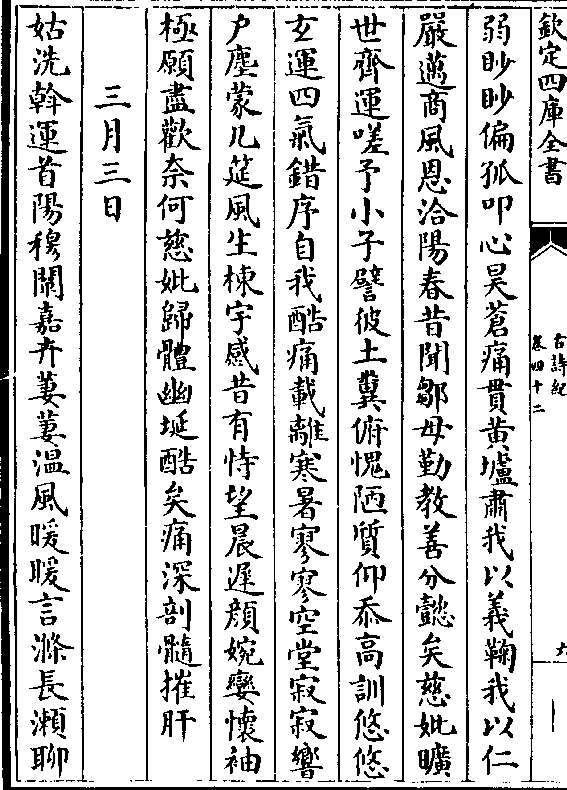 欽定四庫全書
古詩紀
卷四十二
弱眇眇偏孤叩心昊蒼痛貫黃壚肅我以義鞠我以仁
嚴邁商風恩洽陽春昔聞鄒母勤教善分懿矣慈妣曠
世齊運嗟予小子譬彼土糞俯愧陋質仰忝高訓悠悠
玄運四氣錯序自我酷痛載離寒暑寥寥空堂寂寂響
戶塵蒙几筵風生棟宇感昔有恃望晨遲顏婉孌懷袖
極願盡歡奈何慈妣歸體幽埏酷矣痛深剖髓摧肝
三月三日
姑洗斡運首陽穆闡嘉卉萋萋溫風暖暖言滌長瀨聊